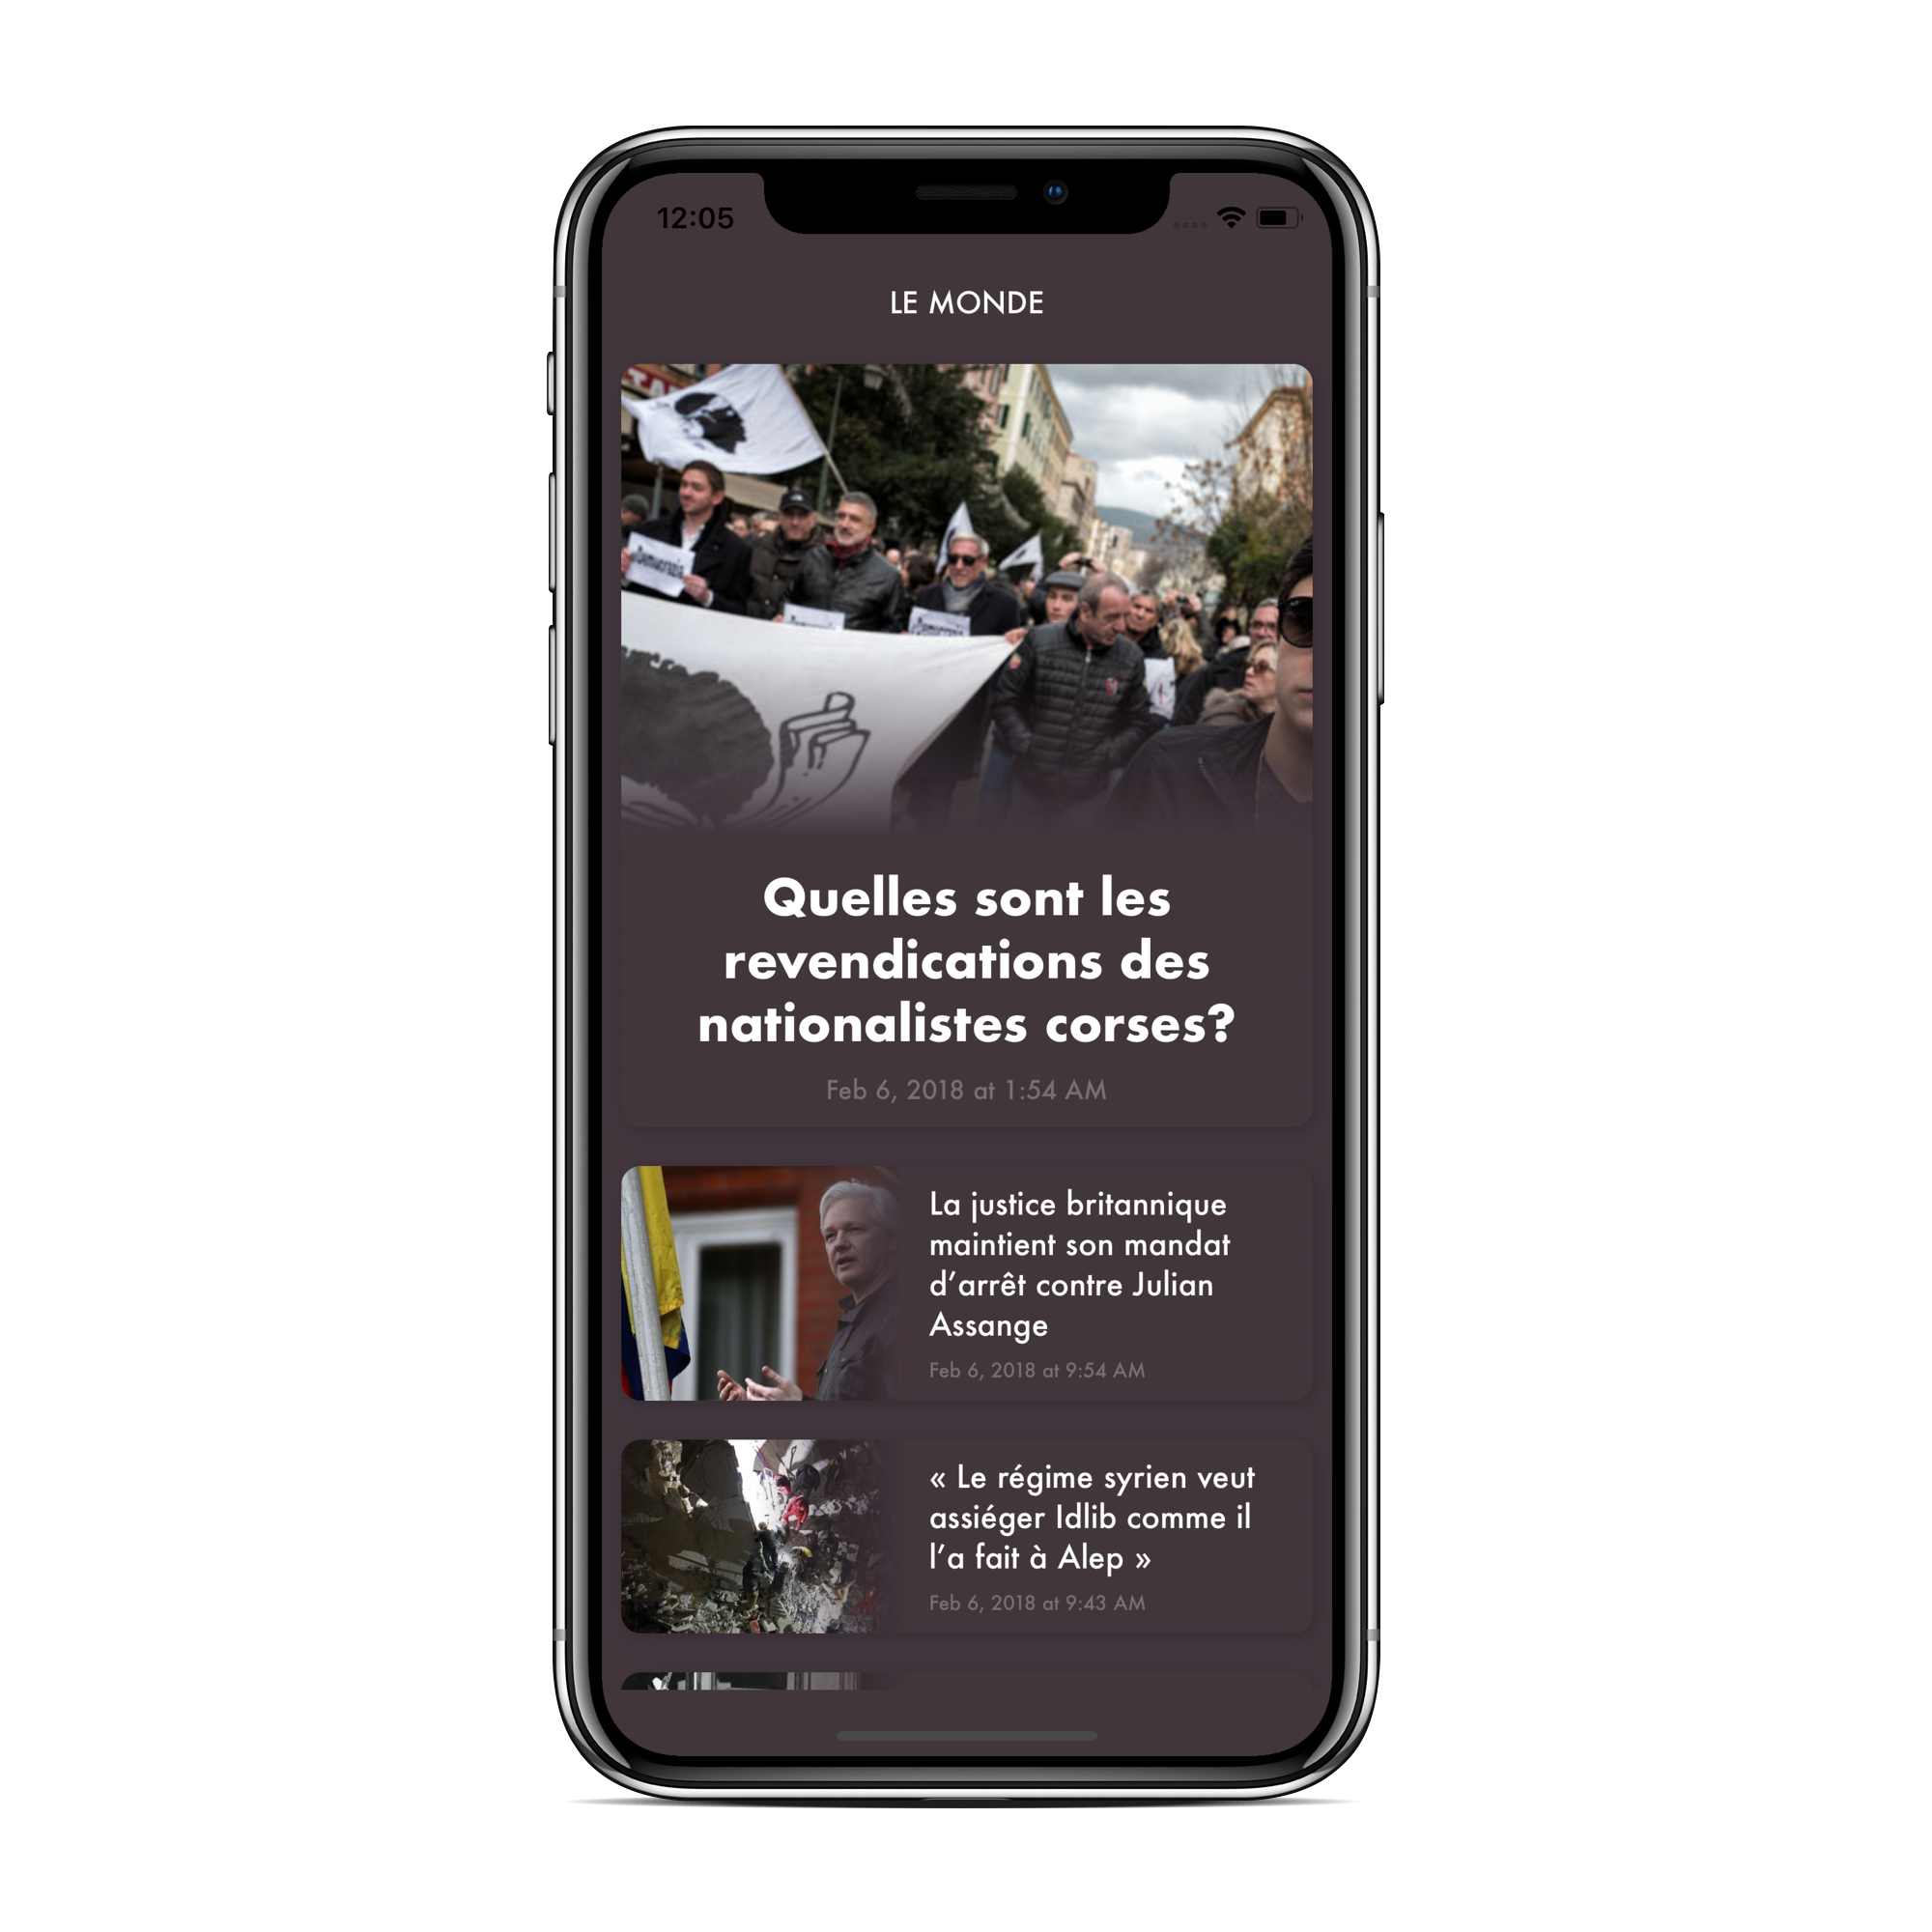 12:05
LE MONDE
Quelles sont les
revendications des
nationalistes corses?
Feb 6, 2018 at 1:54 AM
La justice britannique
maintient son mandat
d’arrêt contre Julian
Assange
Feb 6, 2018 at 9:54 AM
« Le régime syrien veut
assiéger Idlib comme il
l’a fait à Alep »
Feb 6, 2018 at 9:43 AM